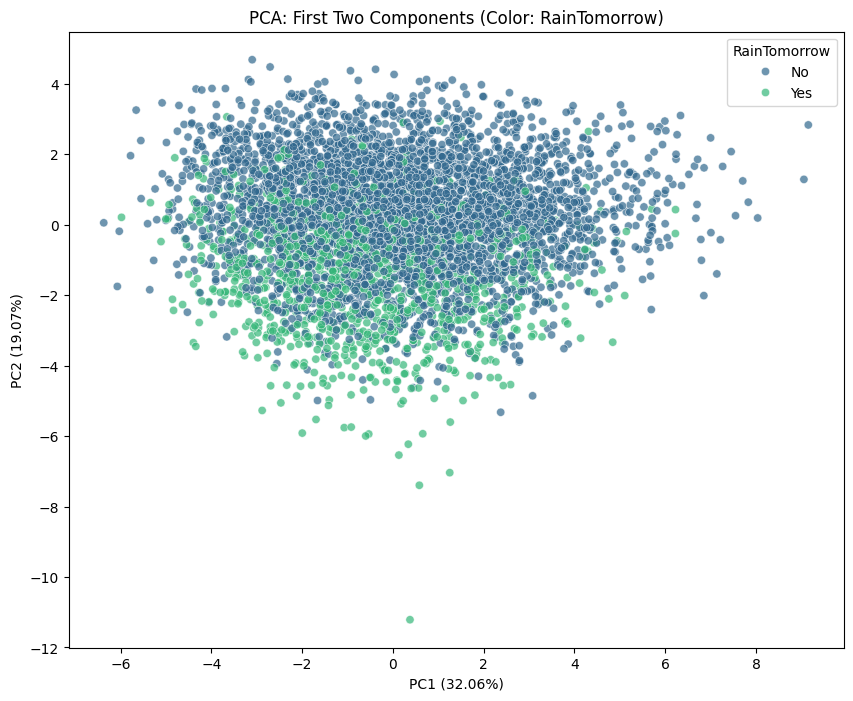 PCA: First Two Components (Color: RainTomorrow)
RainTomorrow
No
Yes
4
2
0
−2
−4
−6
−8
−10
−12
PC2 (19.07%)
−6
−4
−2
0
2
4
6
8
PC1 (32.06%)